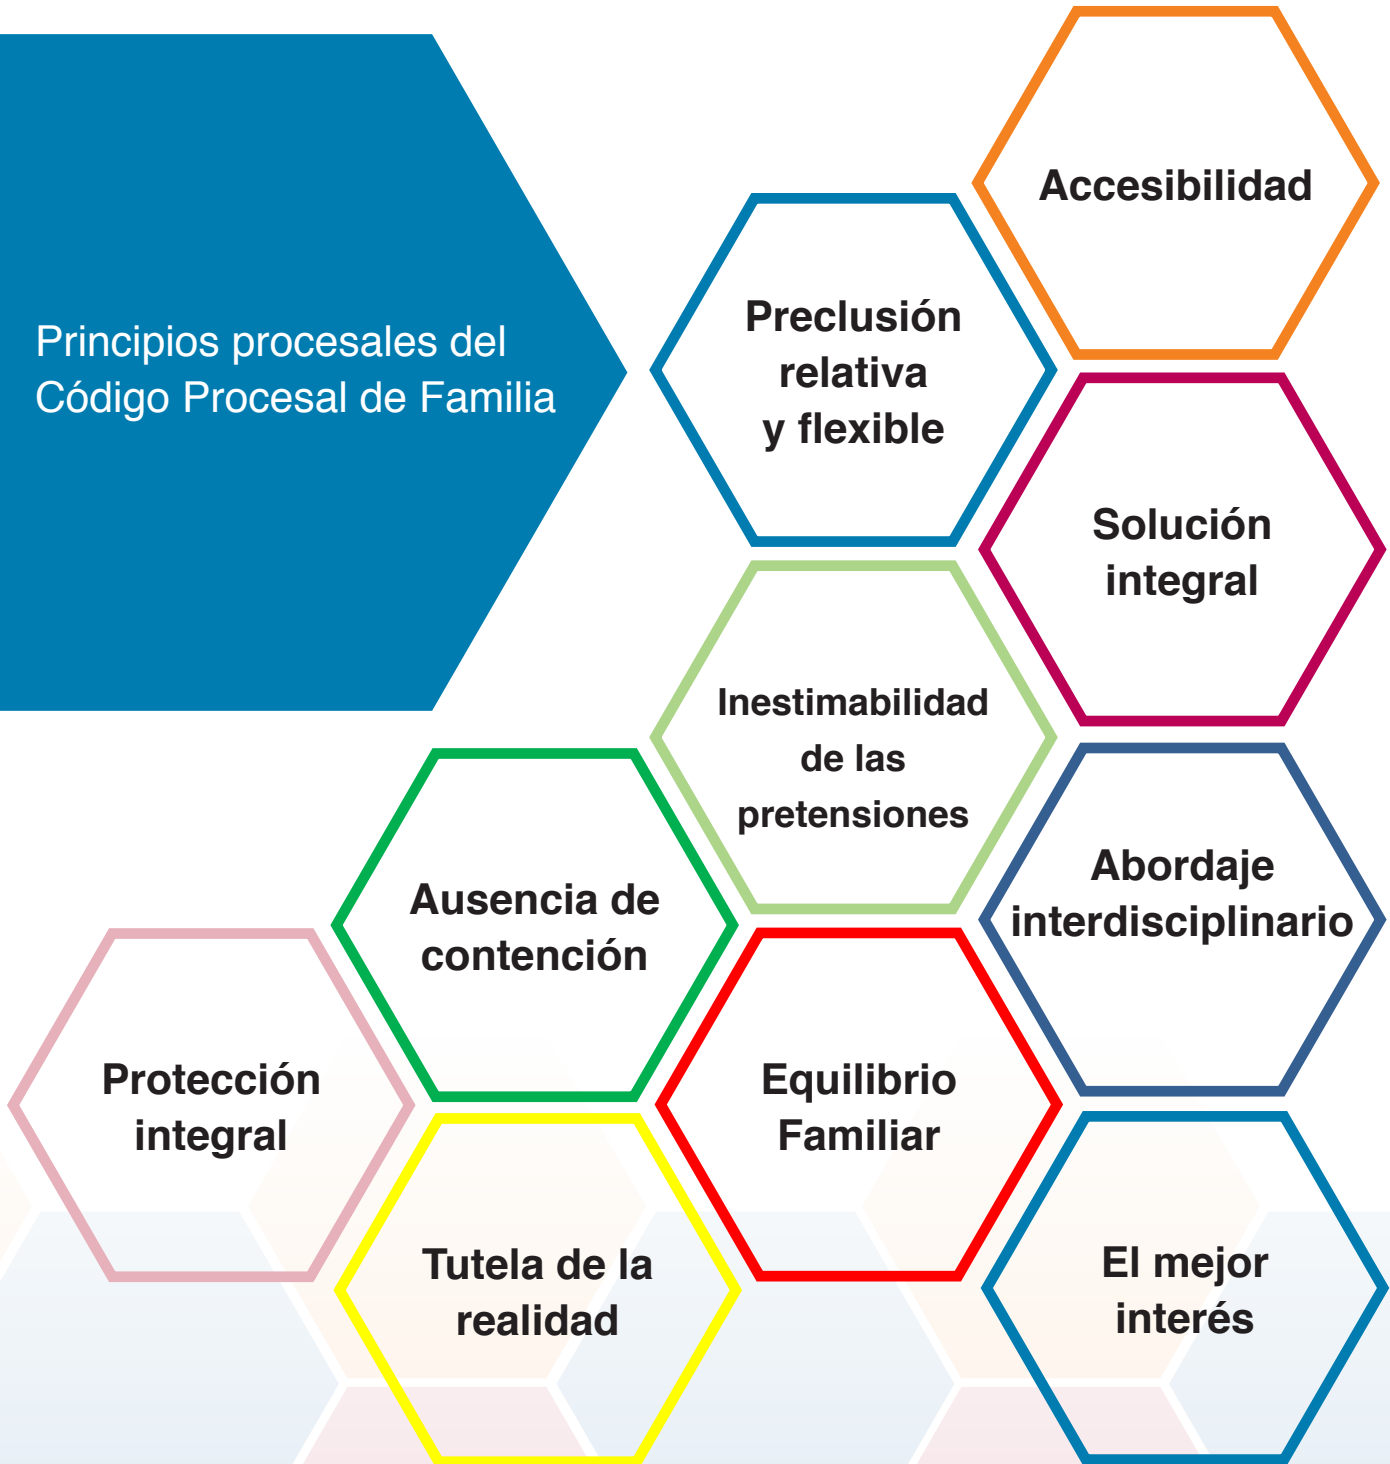 Principios procesales del
Código Procesal de Familia
Accesibilidad
Preclusión
relativa
y flexible
Solución
integral
Inestimabilidad
de las
pretensiones
Abordaje
interdisciplinario
Ausencia de
contención
Protección
integral
Equilibrio
Familiar
Tutela de la
realidad
El mejor
interés